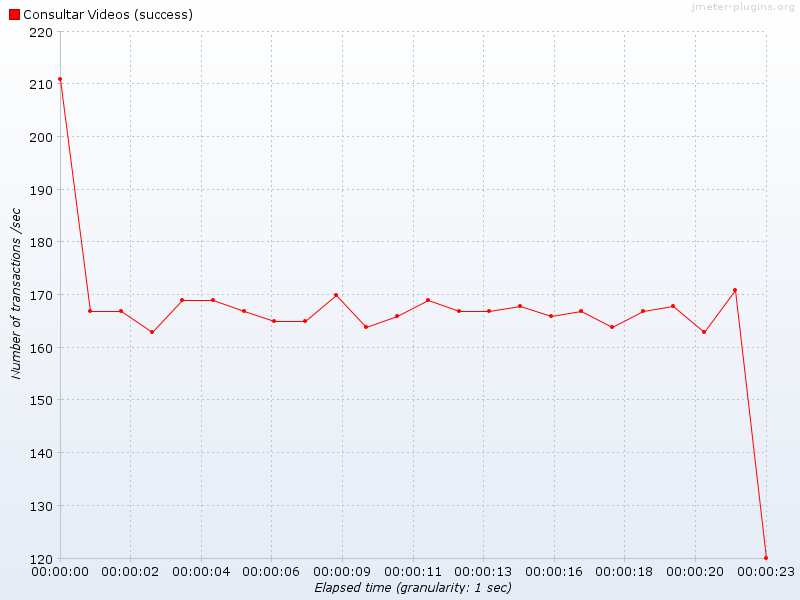 jmeter-plugins.org
Consultar Videos (success)
220
210
200
190
180
170
160
150
140
130
120
Number of transactions /sec
00:00:00 00:00:02 00:00:04 00:00:06 00:00:09 00:00:11 00:00:13 00:00:16 00:00:18 00:00:20 00:00:23
Elapsed time (granularity: 1 sec)